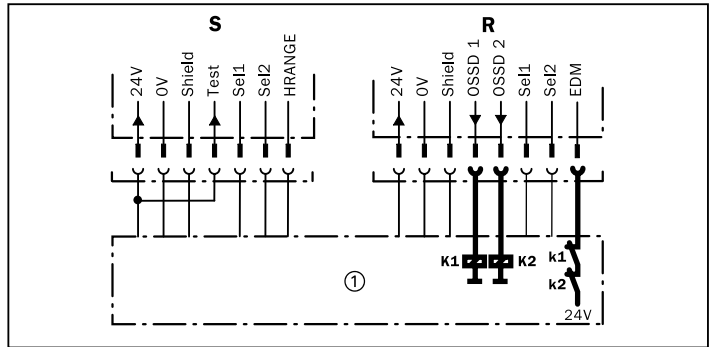 S
R
24V
0V
Shield
Test
Sel1
Sel2
HRANGE
24V
0V
Shield
OSSD 1
OSSD 2
Sel1
Sel2
EDM
K1
K2
k1
k2
24V
①